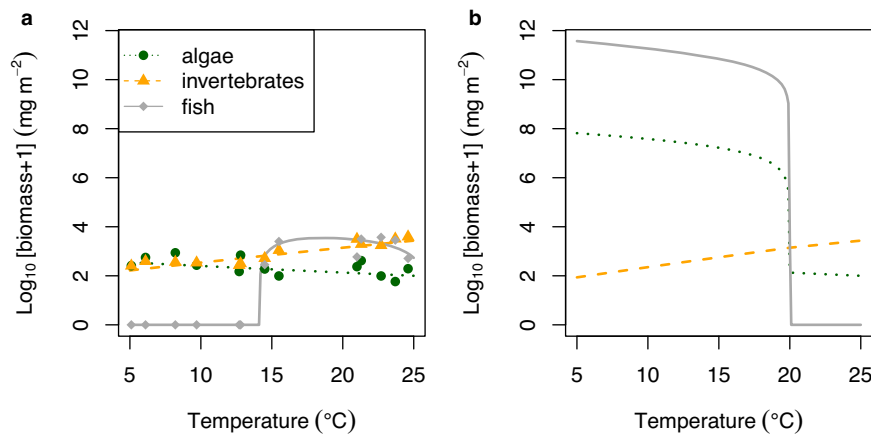 a
Log₁₀ [biomass+1] (mg m⁻²)
12
10
8
6
4
2
0
algae
invertebrates
fish
5
10
15
20
25
Temperature (°C)
b
Log₁₀ [biomass+1] (mg m⁻²)
12
10
8
6
4
2
0
5
10
15
20
25
Temperature (°C)